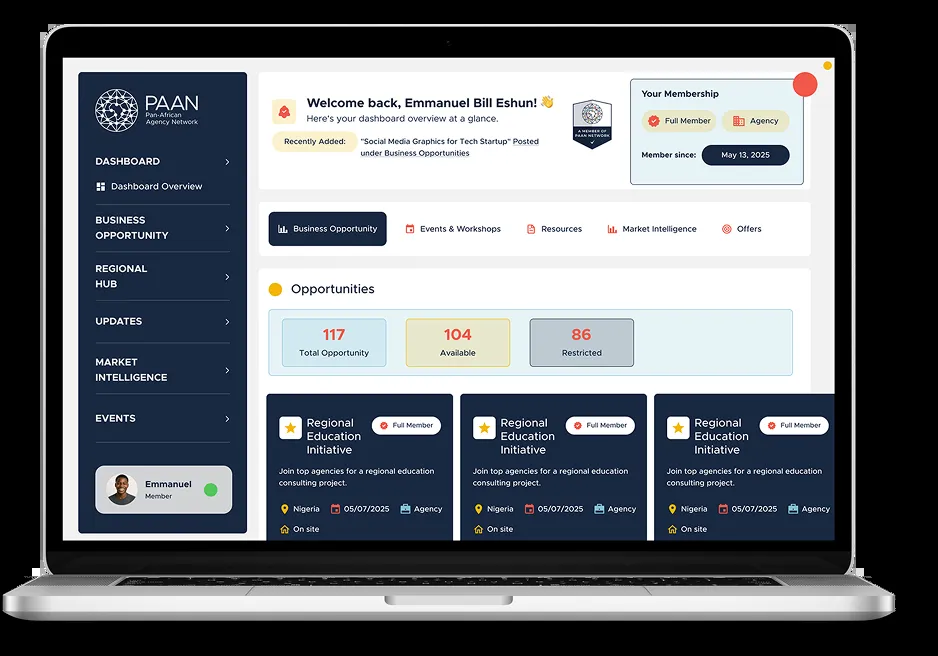 PAAN
Pan-African
Agency Network
DASHBOARD
Dashboard Overview
BUSINESS
OPPORTUNITY
REGIONAL
HUB
UPDATES
MARKET
INTELLIGENCE
EVENTS
Emmanuel
Member
Welcome back, Emmanuel Bill Eshun! 👋
Here's your dashboard overview at a glance.
Recently Added:
"Social Media Graphics for Tech Startup" Posted
under Business Opportunities
A MEMBER OF
PAAN NETWORK
Your Membership
Full Member
Agency
Member since:
May 13, 2025
Business Opportunity
Events & Workshops
Resources
Market Intelligence
Offers
Opportunities
117
Total Opportunity
104
Available
86
Restricted
Regional
Education
Initiative
Full Member
Join top agencies for a regional education
consulting project.
Nigeria
05/07/2025
Agency
On site
Regional
Education
Initiative
Full Member
Join top agencies for a regional education
consulting project.
Nigeria
05/07/2025
Agency
On site
Regional
Education
Initiative
Full Member
Join top agencies for a regional education
consulting project.
Nigeria
05/07/2025
Agency
On site